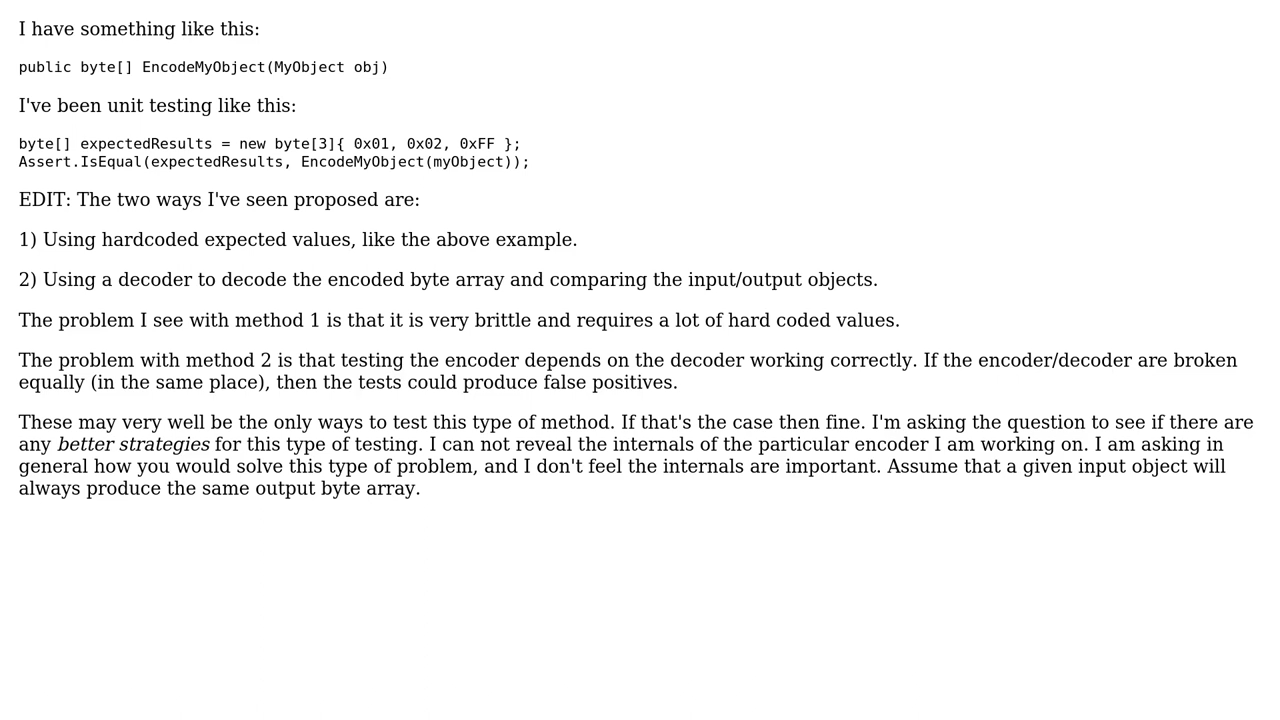 I have something like this:
public byte[] EncodeMyObject(MyObject obj)
I've been unit testing like this:
byte[] expectedResults = new byte[3]{ 0x01, 0x02, 0xFF };
Assert.IsEqual(expectedResults, EncodeMyObject(myObject));
EDIT: The two ways I've seen proposed are:
1) Using hardcoded expected values, like the above example.
2) Using a decoder to decode the encoded byte array and comparing the input/output objects.
The problem I see with method 1 is that it is very brittle and requires a lot of hard coded values.
The problem with method 2 is that testing the encoder depends on the decoder working correctly. If the encoder/decoder are broken
equally (in the same place), then the tests could produce false positives.
These may very well be the only ways to test this type of method. If that's the case then fine. I'm asking the question to see if there are
any better strategies for this type of testing. I can not reveal the internals of the particular encoder I am working on. I am asking in
general how you would solve this type of problem, and I don't feel the internals are important. Assume that a given input object will
always produce the same output byte array.